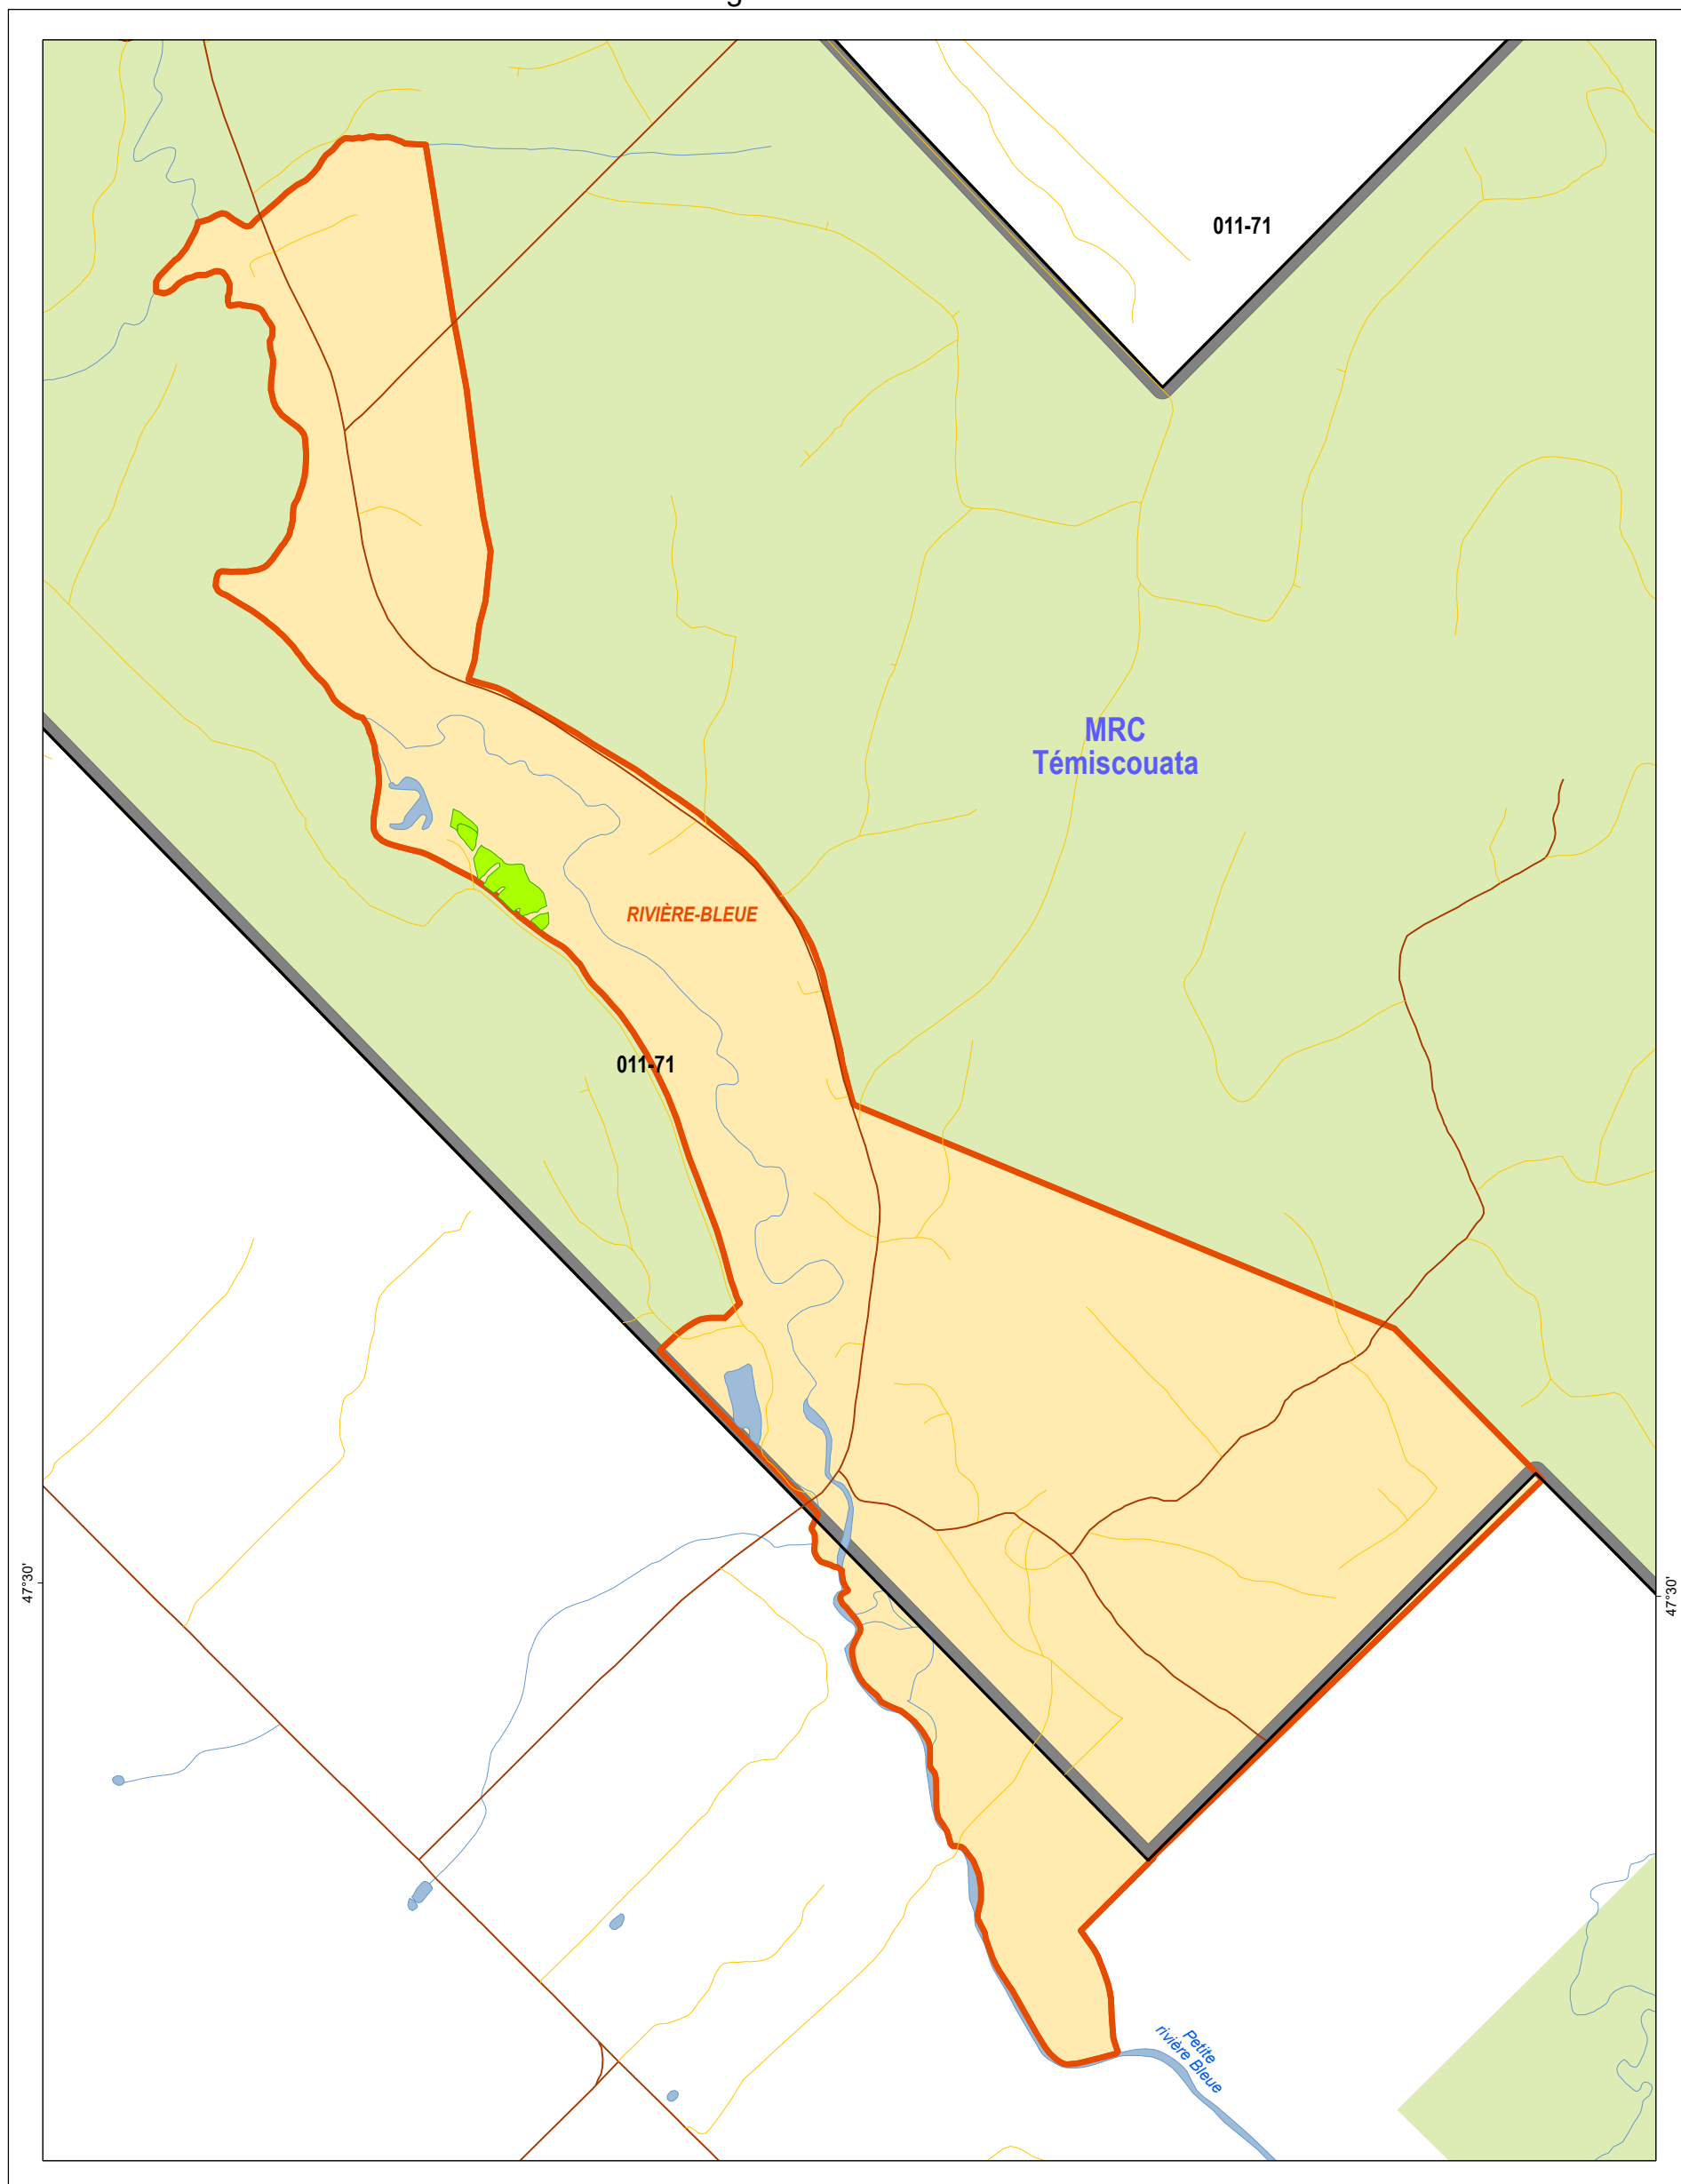 011-71
MRC
Témiscouata
RIVIÈRE-BLEUE
011-71
47°30'
47°30'
Petite
rivière Bleue